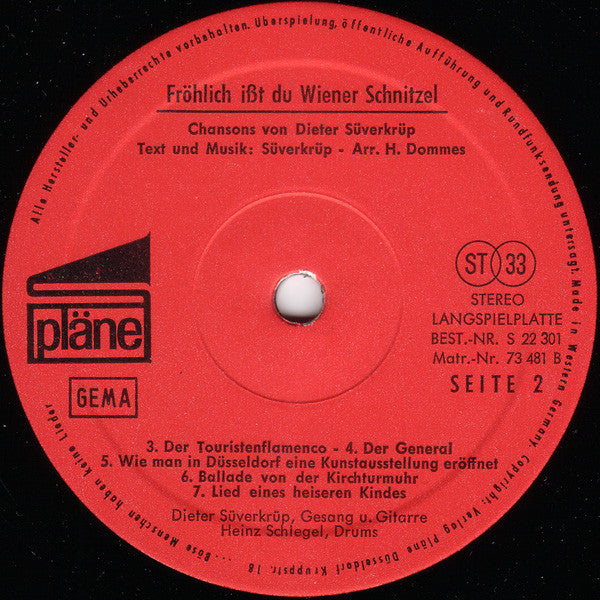 Alle Hersteller- und Urheberrechte vorbehalten. Überspielung, öffentliche Aufführung und Rundfunksendung untersagt. Made in Western Germany. Copyright: Verlag Pläne Düsseldorf Kruppstr. 18
... Böse Menschen haben keine Lieder
Fröhlich ißt du Wiener Schnitzel
Chansons von Dieter Süverkrüp
Text und Musik: Süverkrüp - Arr. H. Dommes
pläne
GEMA
ST 33
STEREO
LANGSPIELPLATTE
BEST.-NR. S 22 301
Matr.-Nr. 73 481 B
SEITE 2
3. Der Touristenflamenco - 4. Der General
5. Wie man in Düsseldorf eine Kunstausstellung eröffnet
6. Ballade von der Kirchturmuhr
7. Lied eines heiseren Kindes
Dieter Süverkrüp, Gesang u. Gitarre
Heinz Schlegel, Drums